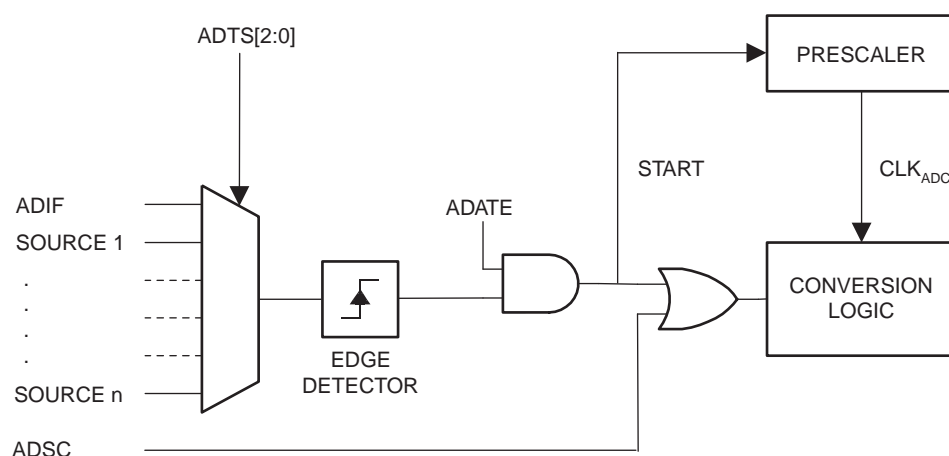 ADTS[2:0]
PRESCALER
START
CLKADC
ADIF
ADATE
SOURCE 1
.
.
.
.
CONVERSION
LOGIC
EDGE
DETECTOR
SOURCE n
ADSC